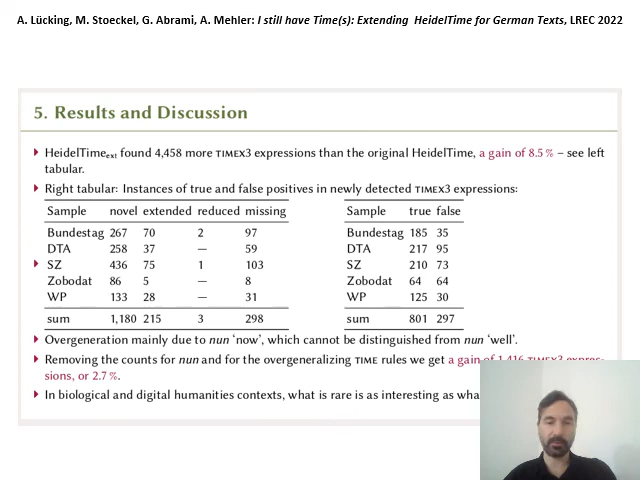 A. Lücking, M. Stoeckel, G. Abrami, A. Mehler: I still have Time(s): Extending HeidelTime for German Texts, LREC 2022
5. Results and Discussion
HeidelTimeext found 4,458 more TIMEX3 expressions than the original HeidelTime, a gain of 8.5 % – see left
tabular.
Right tabular: Instances of true and false positives in newly detected TIMEX3 expressions:
Sample novel extended reduced missing
Bundestag 267 70 2 97
DTA 258 37 — 59
SZ 436 75 1 103
Zobodat 86 5 — 8
WP 133 28 — 31
sum 1,180 215 3 298
Sample true false
Bundestag 185 35
DTA 217 95
SZ 210 73
Zobodat 64 64
WP 125 30
sum 801 297
Overgeneration mainly due to nun 'now', which cannot be distinguished from nun 'well'.
Removing the counts for nun and for the overgeneralizing TIME rules we get a gain of 1,416 TIMEX3 expres-
sions, or 2.7 %.
In biological and digital humanities contexts, what is rare is as interesting as